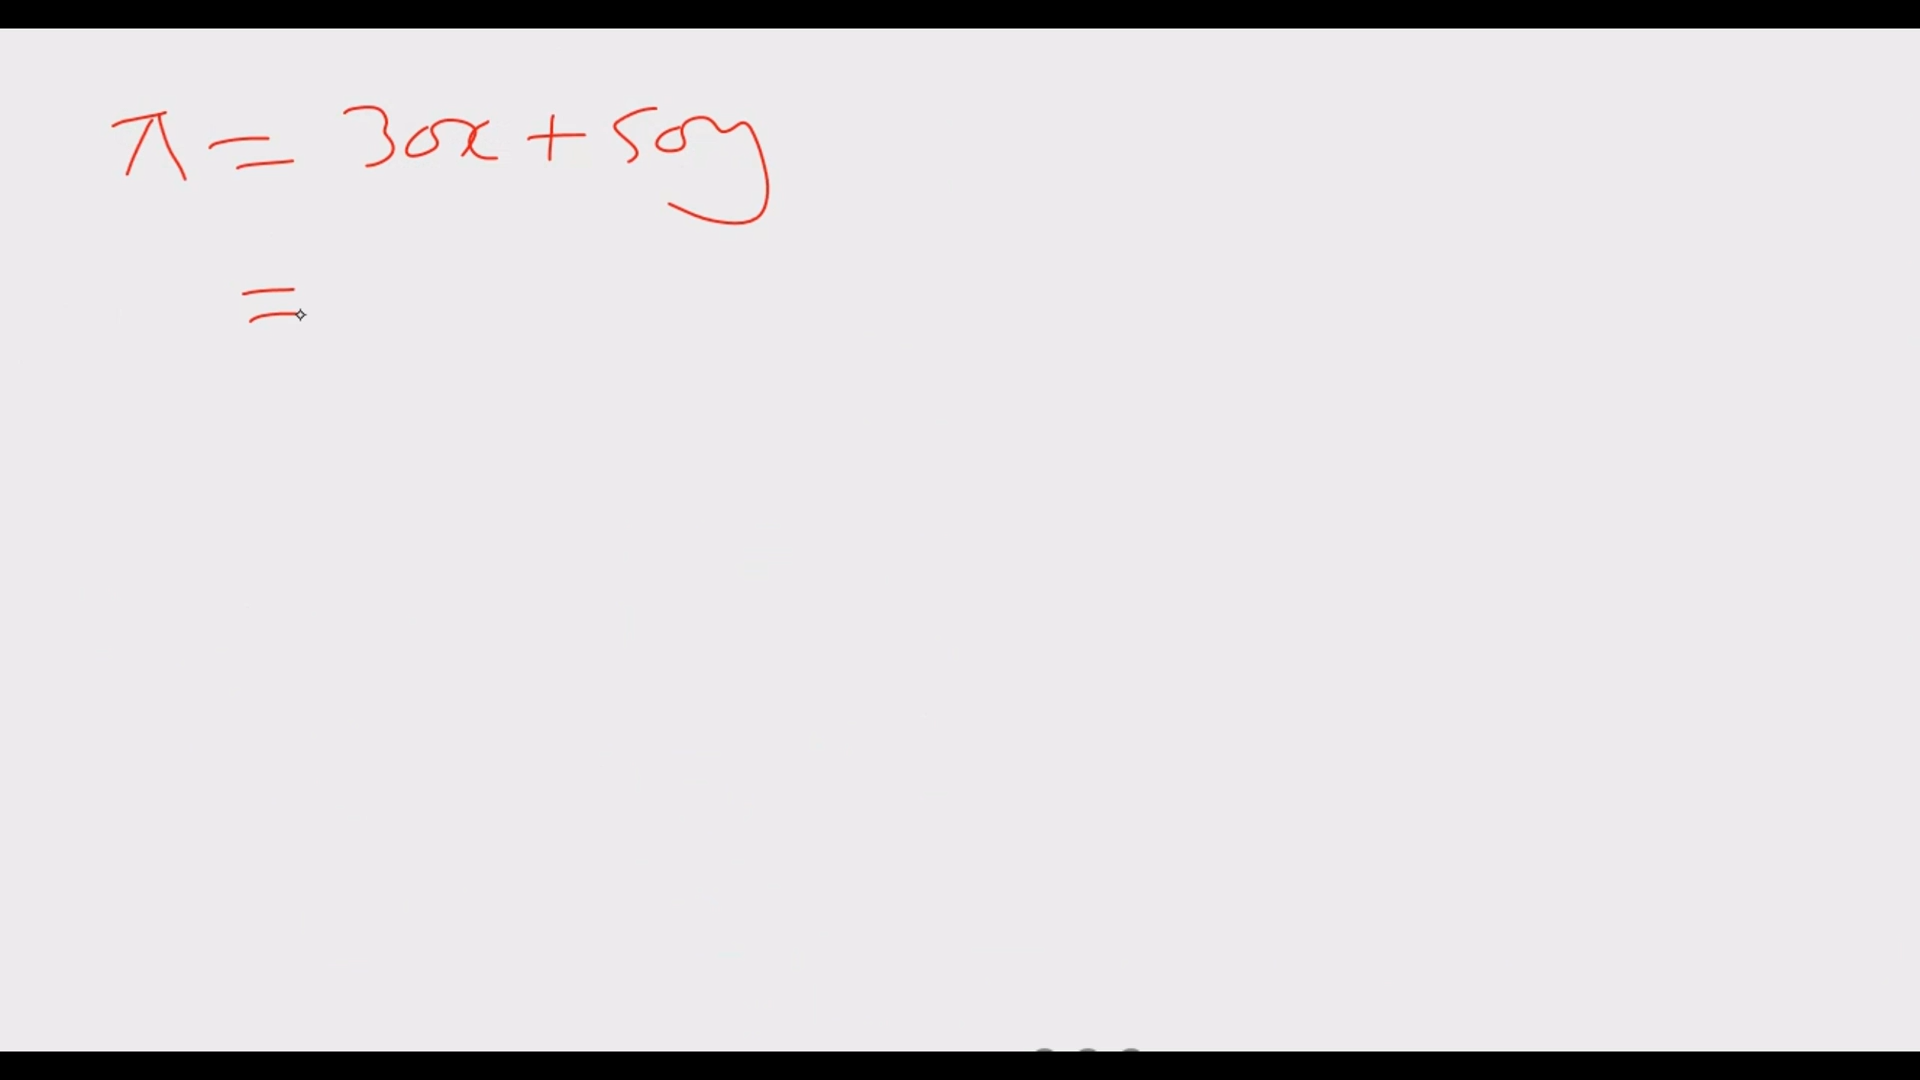 π = 30x + 50y
=